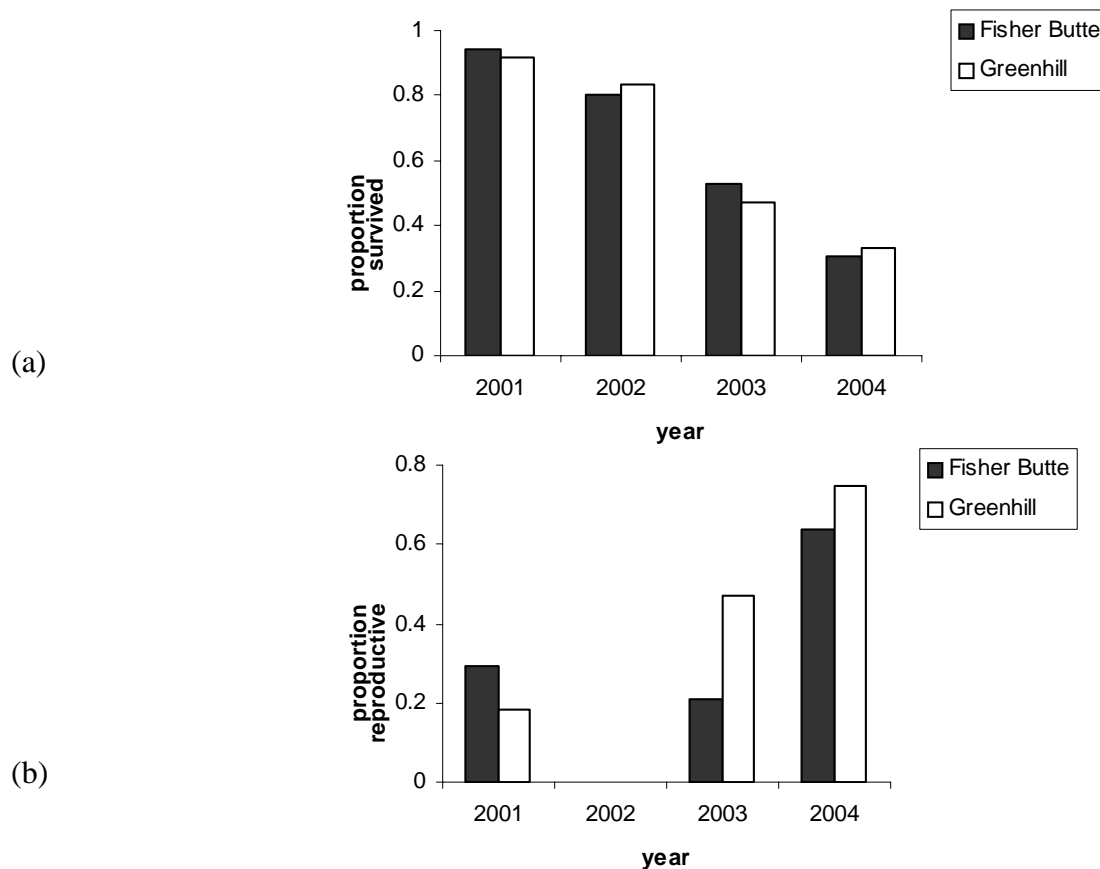 (a)
proportion
survived
1
0.8
0.6
0.4
0.2
0
2001 2002 2003 2004
year
Fisher Butte
Greenhill
(b)
proportion
reproductive
0.8
0.6
0.4
0.2
0
2001 2002 2003 2004
year
Fisher Butte
Greenhill